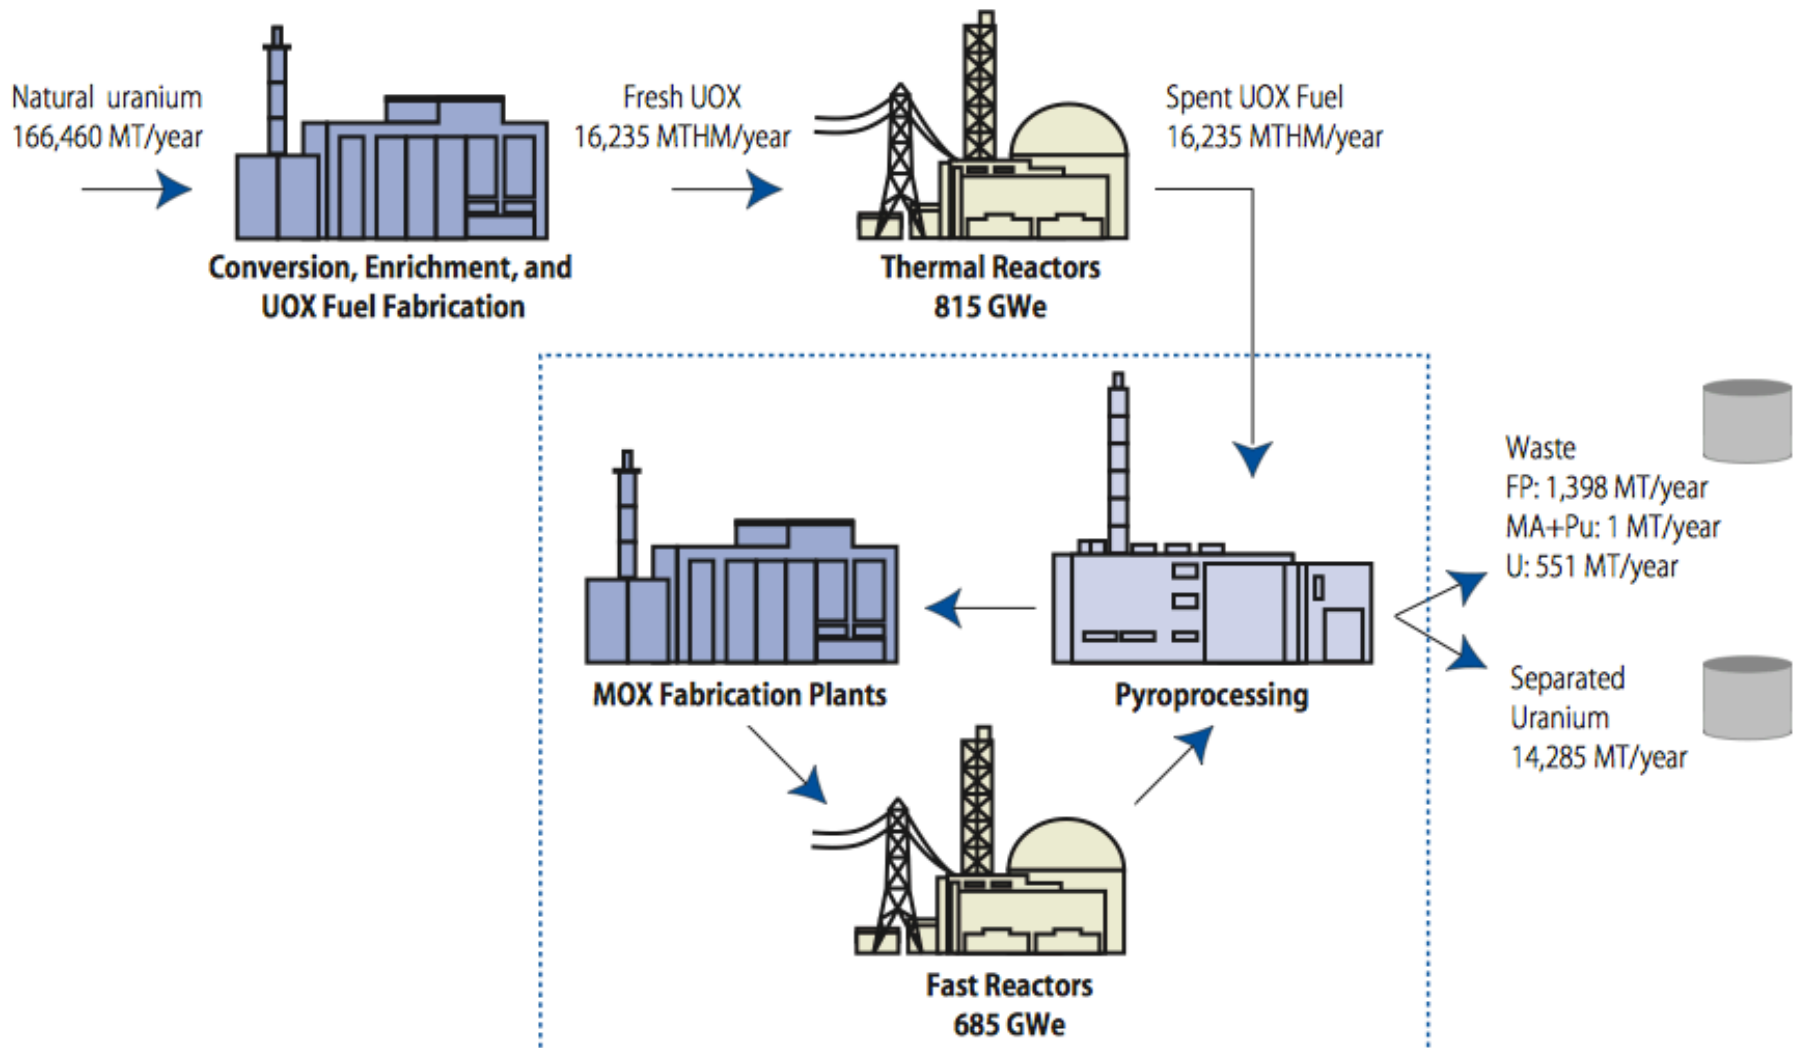 Natural uranium
166,460 MT/year
Fresh UOX
16,235 MTHM/year
Spent UOX Fuel
16,235 MTHM/year
Conversion, Enrichment, and
UOX Fuel Fabrication
Thermal Reactors
815 GWe
Waste
FP: 1,398 MT/year
MA+Pu: 1 MT/year
U: 551 MT/year
MOX Fabrication Plants
Pyroprocessing
Separated
Uranium
14,285 MT/year
Fast Reactors
685 GWe